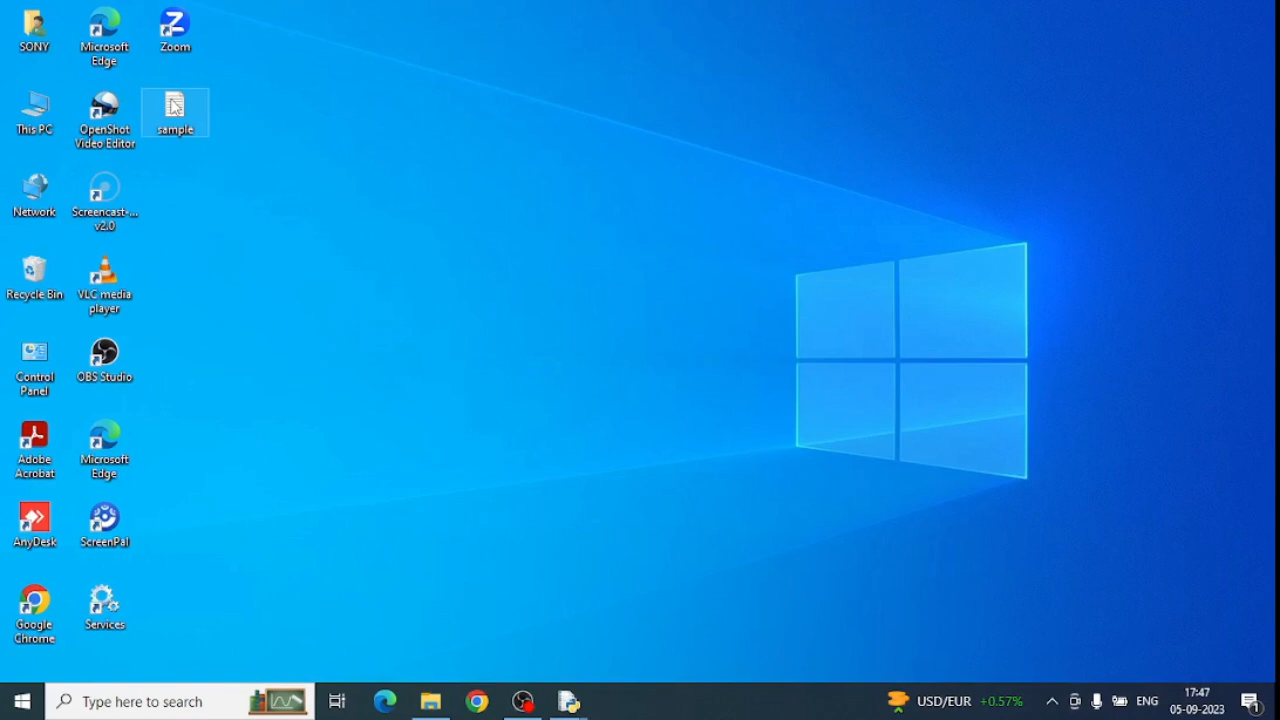 SONY
Microsoft
Edge
Zoom
This PC
OpenShot
Video Editor
sample
Network
Screencast-...
v2.0
Recycle Bin
VLC media
player
Control
Panel
OBS Studio
Adobe
Acrobat
Microsoft
Edge
AnyDesk
ScreenPal
Google
Chrome
Services
Type here to search
USD/EUR +0.57%
ENG
17:47
05-09-2023
1